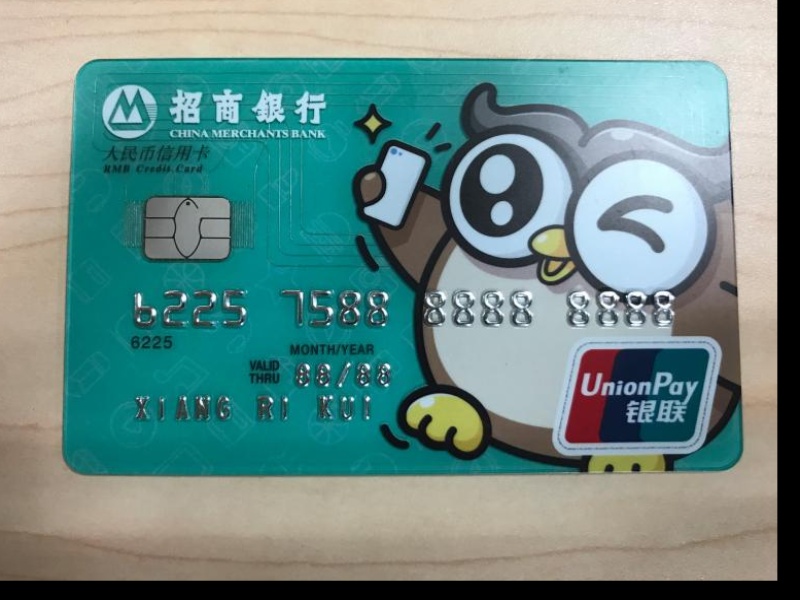 招商銀行
CHINA MERCHANTS BANK
人民币信用卡
RMB Credit Card
6225 7588 8888 8888
6225
MONTH/YEAR
VALID THRU 88/88
XIANG RI KUI
UnionPay
银联